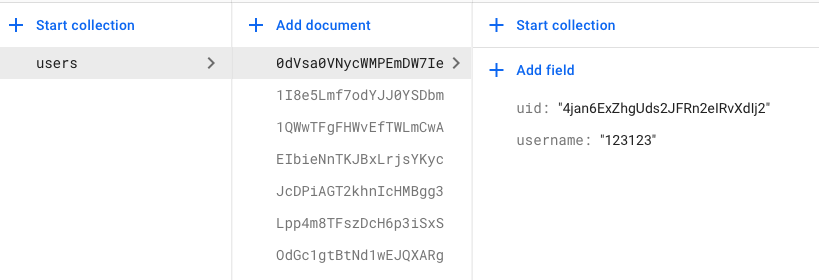 Start collection
Add document
Start collection
users
0dVsa0VNycWMPEmDW7Ie
1I8e5Lmf7odYJJ0YSDbm
1QWwTFgFHWvEfTWLmCwA
EIbieNnTKJBxLrjsYKyc
JcDPiAGT2khnIcHMBgg3
Lpp4m8TFszDcH6p3iSxS
OdGc1gtBtNd1wEJQXARg
Add field
uid: "4jan6ExZhgUds2JFRn2eIRvXdIj2"
username: "123123"